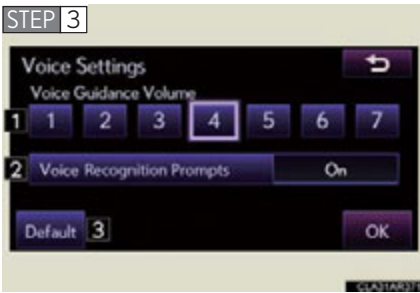 STEP 3
Voice Settings
Voice Guidance Volume
1 1 2 3 4 5 6 7
2 Voice Recognition Prompts On
Default 3 OK
CLA31AR37